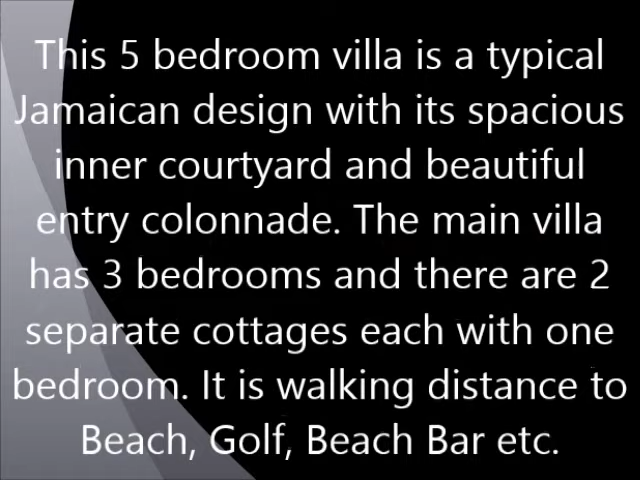 This 5 bedroom villa is a typical
Jamaican design with its spacious
inner courtyard and beautiful
entry colonnade. The main villa
has 3 bedrooms and there are 2
separate cottages each with one
bedroom. It is walking distance to
Beach, Golf, Beach Bar etc.